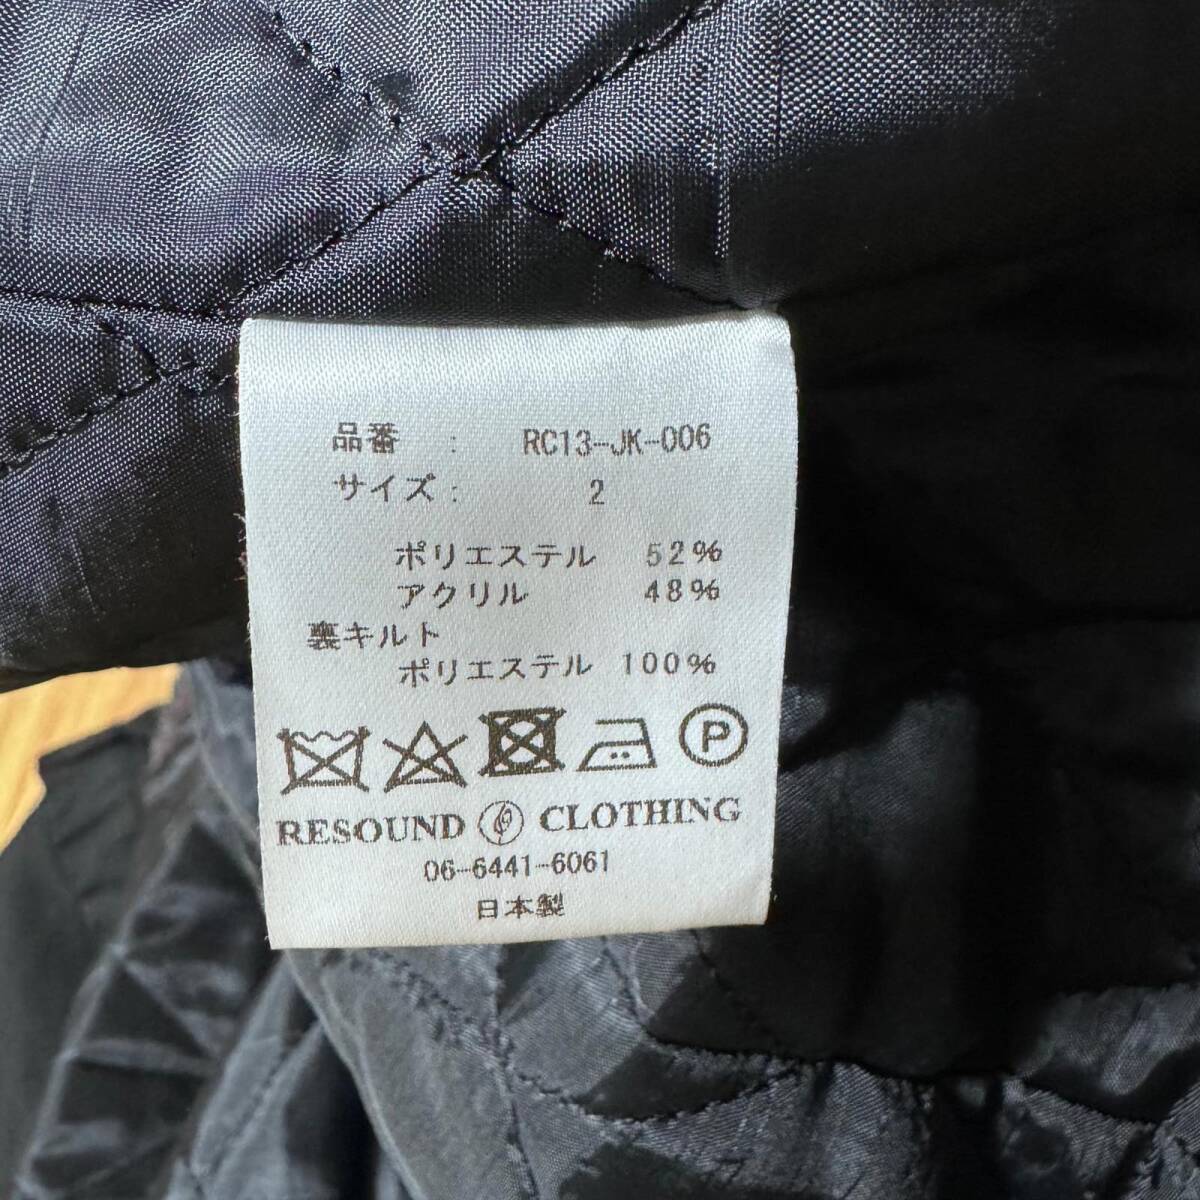 品番 : RC13-JK-006
サイズ: 2
ポリエステル 52%
アクリル 48%
裏キルト
ポリエステル 100%
P
RESOUND CLOTHING
06-6441-6061
日本製